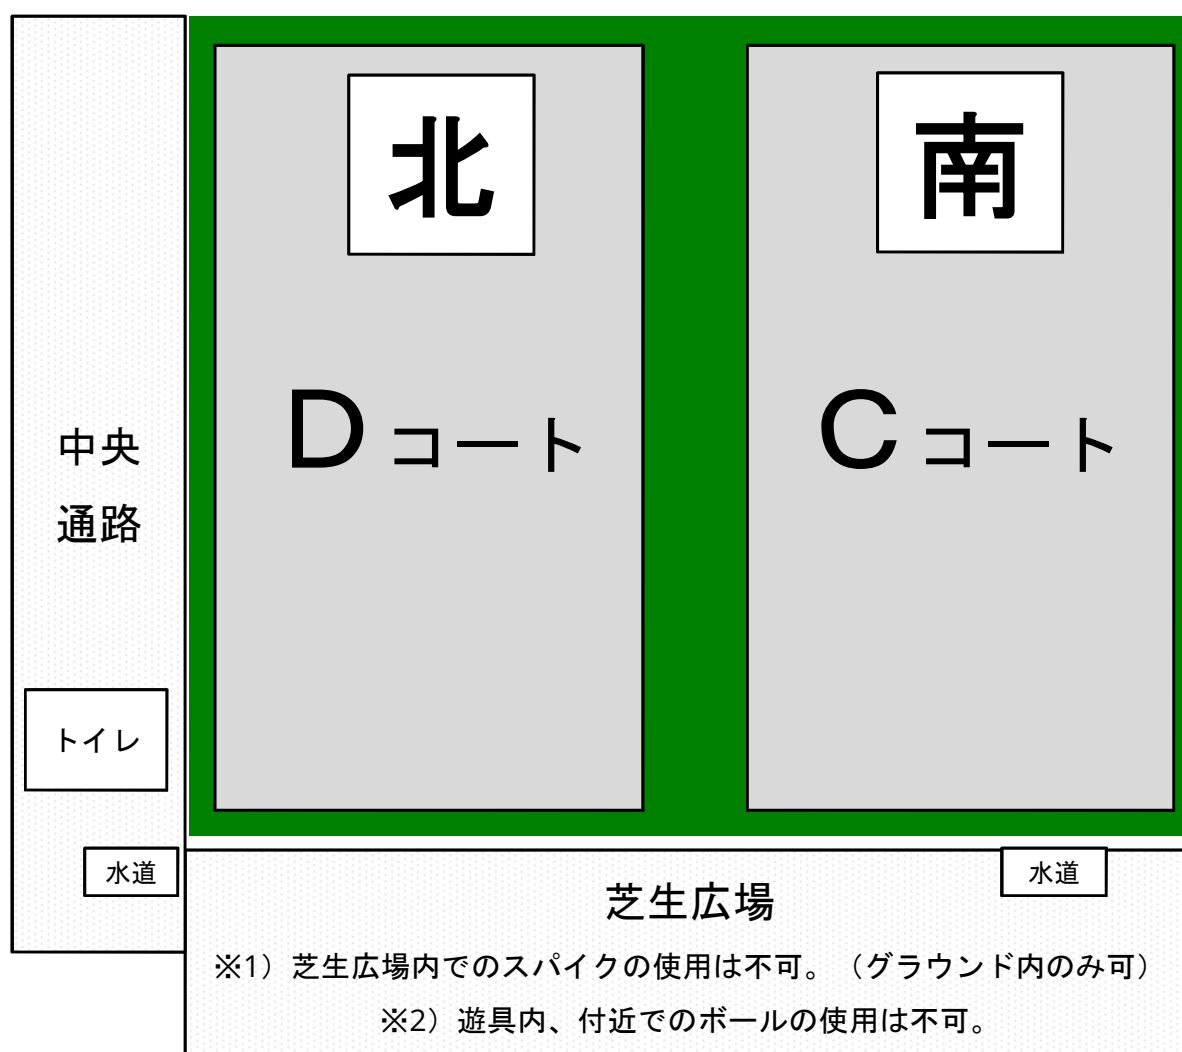 北
南
Dコート
Cコート
中央
通路
トイレ
水道
水道
芝生広場
※1）芝生広場内でのスパイクの使用は不可。（グラウンド内のみ可）
※2）遊具内、付近でのボールの使用は不可。